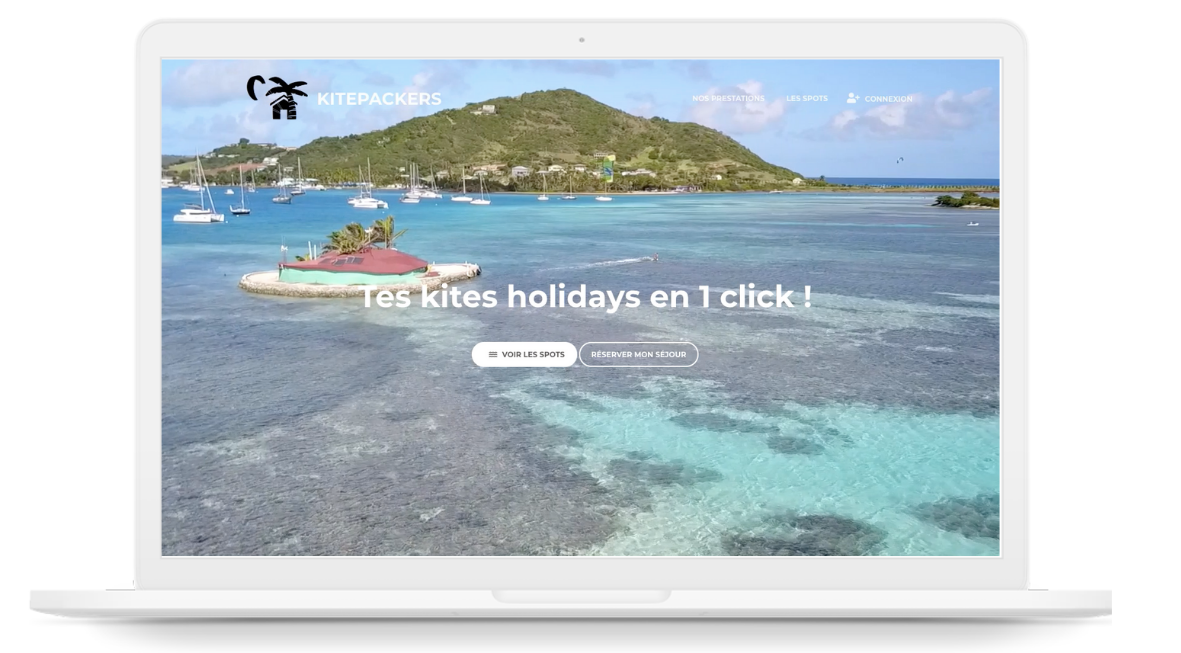 KITEPACKERS
NOS PRESTATIONS LES SPOTS CONNEXION
Tes kites holidays en 1 click !
VOIR LES SPOTS RÉSERVER MON SÉJOUR